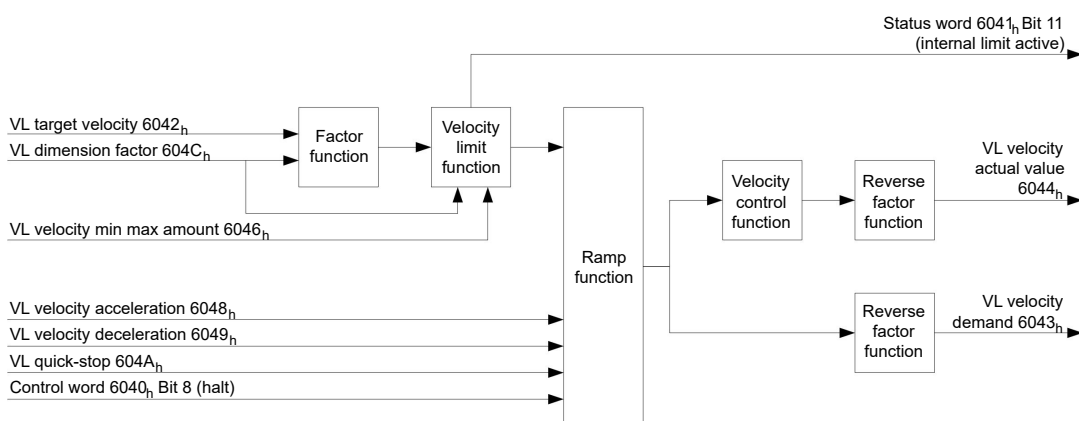 Status word 6041h Bit 11
(internal limit active)
VL target velocity 6042h
VL dimension factor 604Ch
Factor
function
Velocity
limit
function
VL velocity min max amount 6046h
Ramp
function
Velocity
control
function
Reverse
factor
function
VL velocity
actual value
6044h
VL velocity acceleration 6048h
VL velocity deceleration 6049h
VL quick-stop 604Ah
Control word 6040h Bit 8 (halt)
Reverse
factor
function
VL velocity
demand 6043h